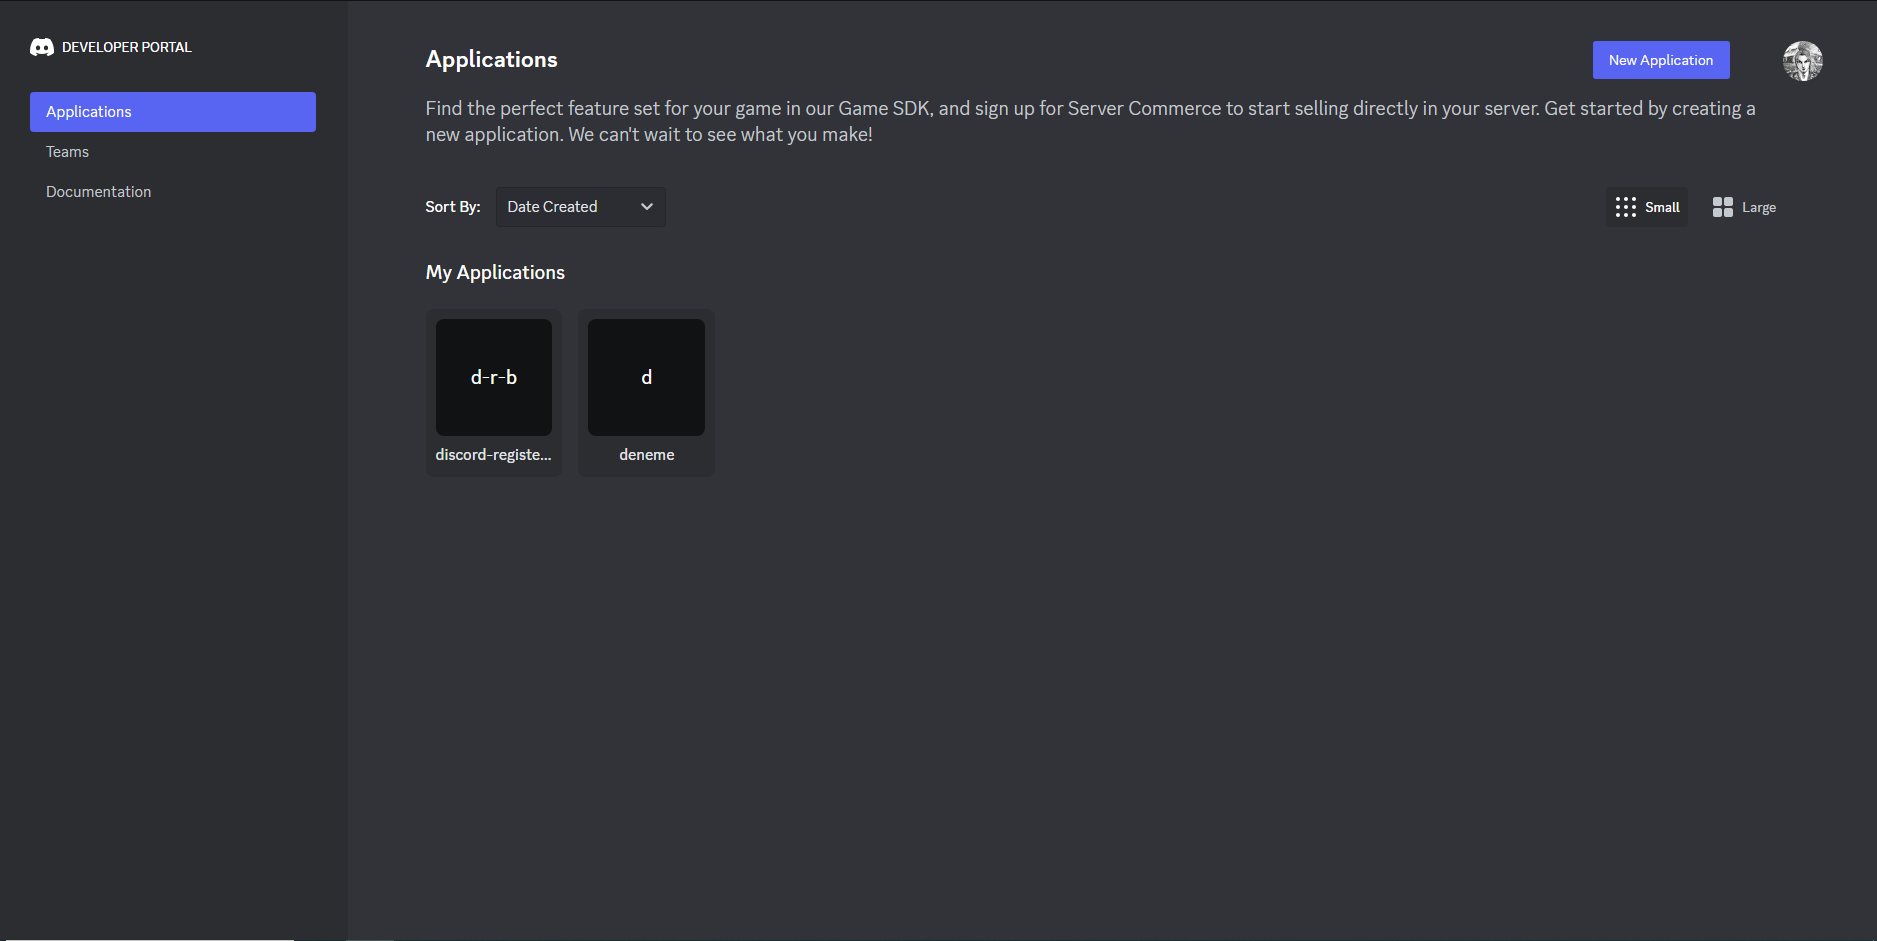 DEVELOPER PORTAL
Applications
Teams
Documentation
Applications
New Application
Find the perfect feature set for your game in our Game SDK, and sign up for Server Commerce to start selling directly in your server. Get started by creating a
new application. We can't wait to see what you make!
Sort By: Date Created
Small Large
My Applications
d-r-b d
discord-registe... deneme